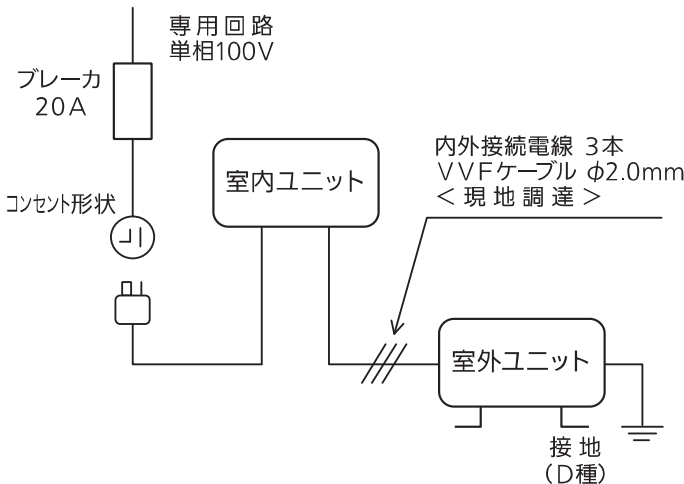 専用回路
単相100V
ブレーカ
20A
コンセント形状
室内ユニット
内外接続電線 3本
VVFケーブル φ2.0mm
<現地調達>
室外ユニット
接地
(D種)